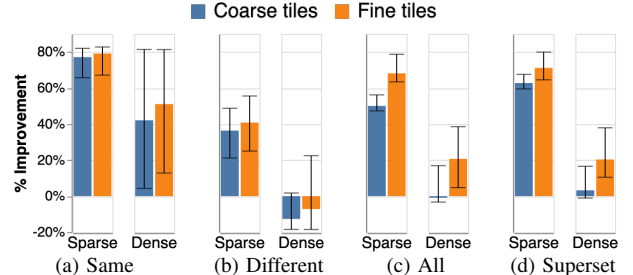 Coarse tiles Fine tiles
% Improvement
80%
60%
40%
20%
0%
-20%
Sparse Dense Sparse Dense Sparse Dense Sparse Dense
(a) Same (b) Different (c) All (d) Superset